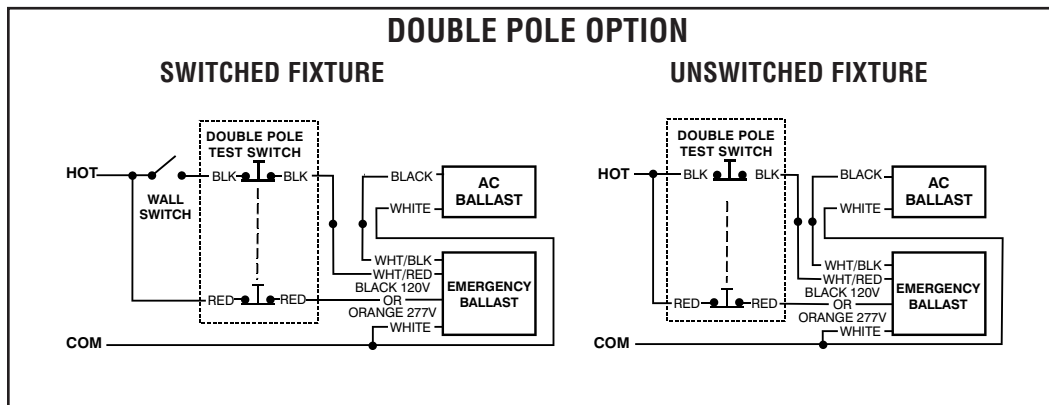 DOUBLE POLE OPTION
SWITCHED FIXTURE
DOUBLE POLE
TEST SWITCH
HOT
BLK
BLK
WALL
SWITCH
BLACK
WHITE
AC
BALLAST
WHT/BLK
WHT/RED
RED
RED
BLACK 120V
OR
ORANGE 277V
WHITE
EMERGENCY
BALLAST
COM
UNSWITCHED FIXTURE
DOUBLE POLE
TEST SWITCH
HOT
BLK
BLK
BLACK
WHITE
AC
BALLAST
WHT/BLK
WHT/RED
RED
RED
BLACK 120V
OR
ORANGE 277V
WHITE
EMERGENCY
BALLAST
COM